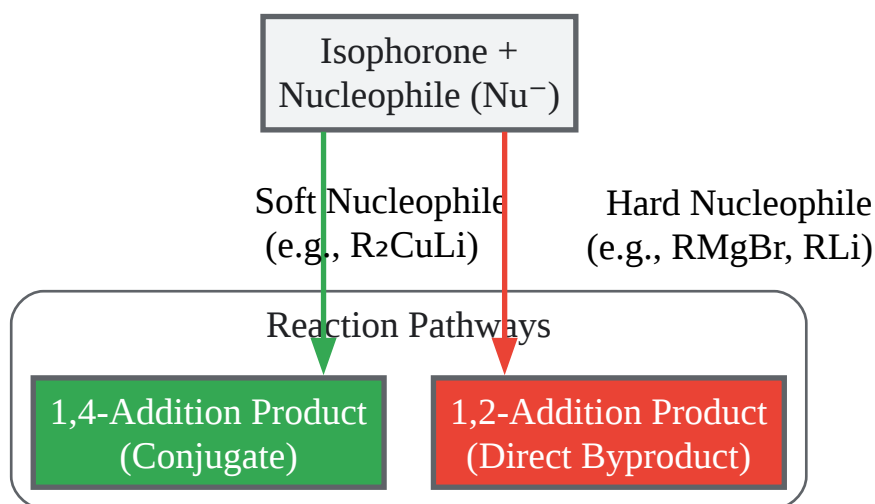 Isophorone +
Nucleophile (Nu⁻)
Soft Nucleophile
(e.g., R₂CuLi)
Hard Nucleophile
(e.g., RMgBr, RLi)
Reaction Pathways
1,4-Addition Product
(Conjugate)
1,2-Addition Product
(Direct Byproduct)